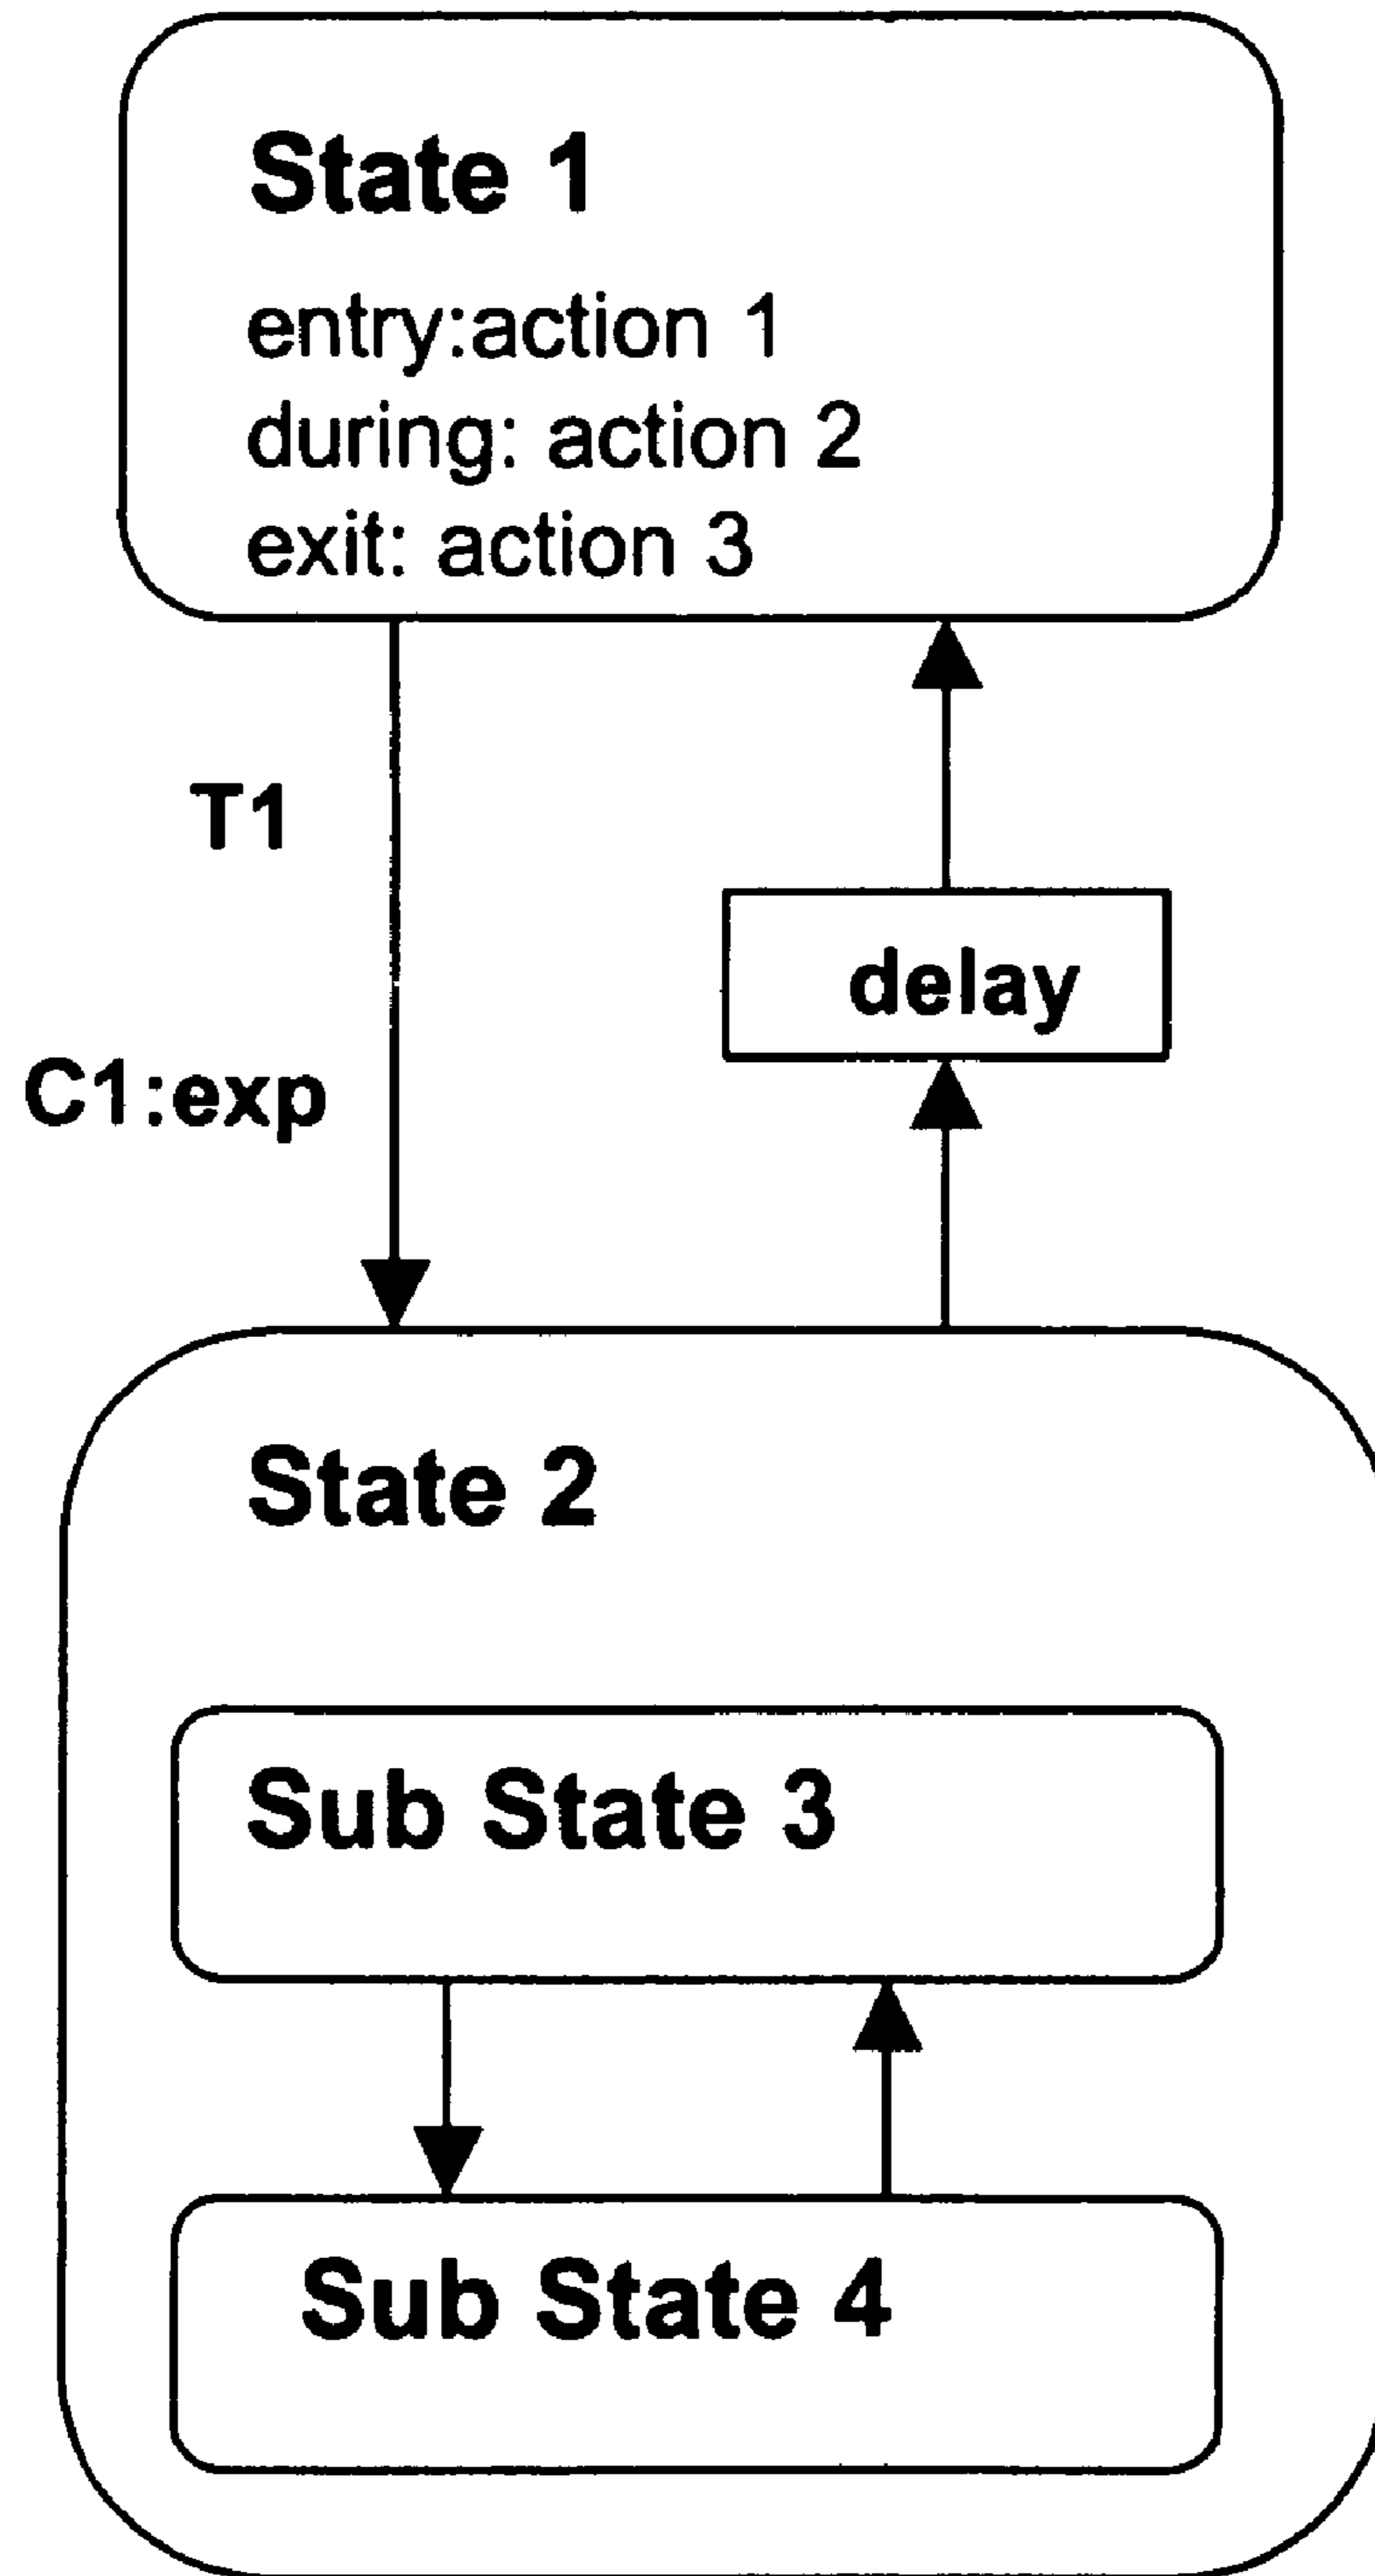 State 1
entry:action 1
during: action 2
exit: action 3
T1
delay
C1:exp
State 2
Sub State 3
Sub State 4